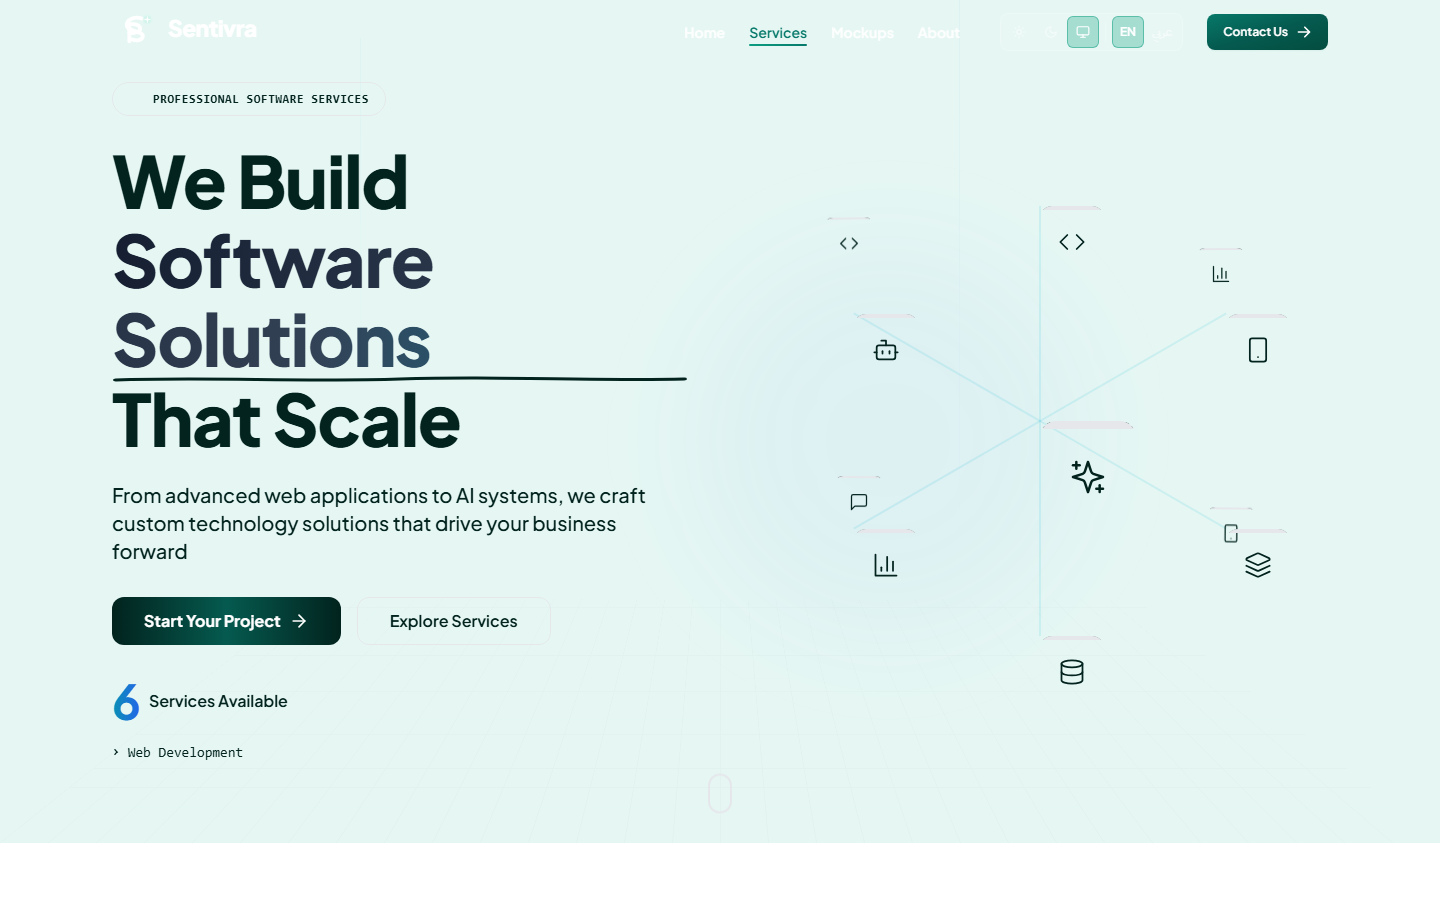 Sentivra
Home Services Mockups About EN عربي Contact Us
PROFESSIONAL SOFTWARE SERVICES
We Build
Software
Solutions
That Scale
From advanced web applications to AI systems, we craft
custom technology solutions that drive your business
forward
Start Your Project Explore Services
6 Services Available
Web Development